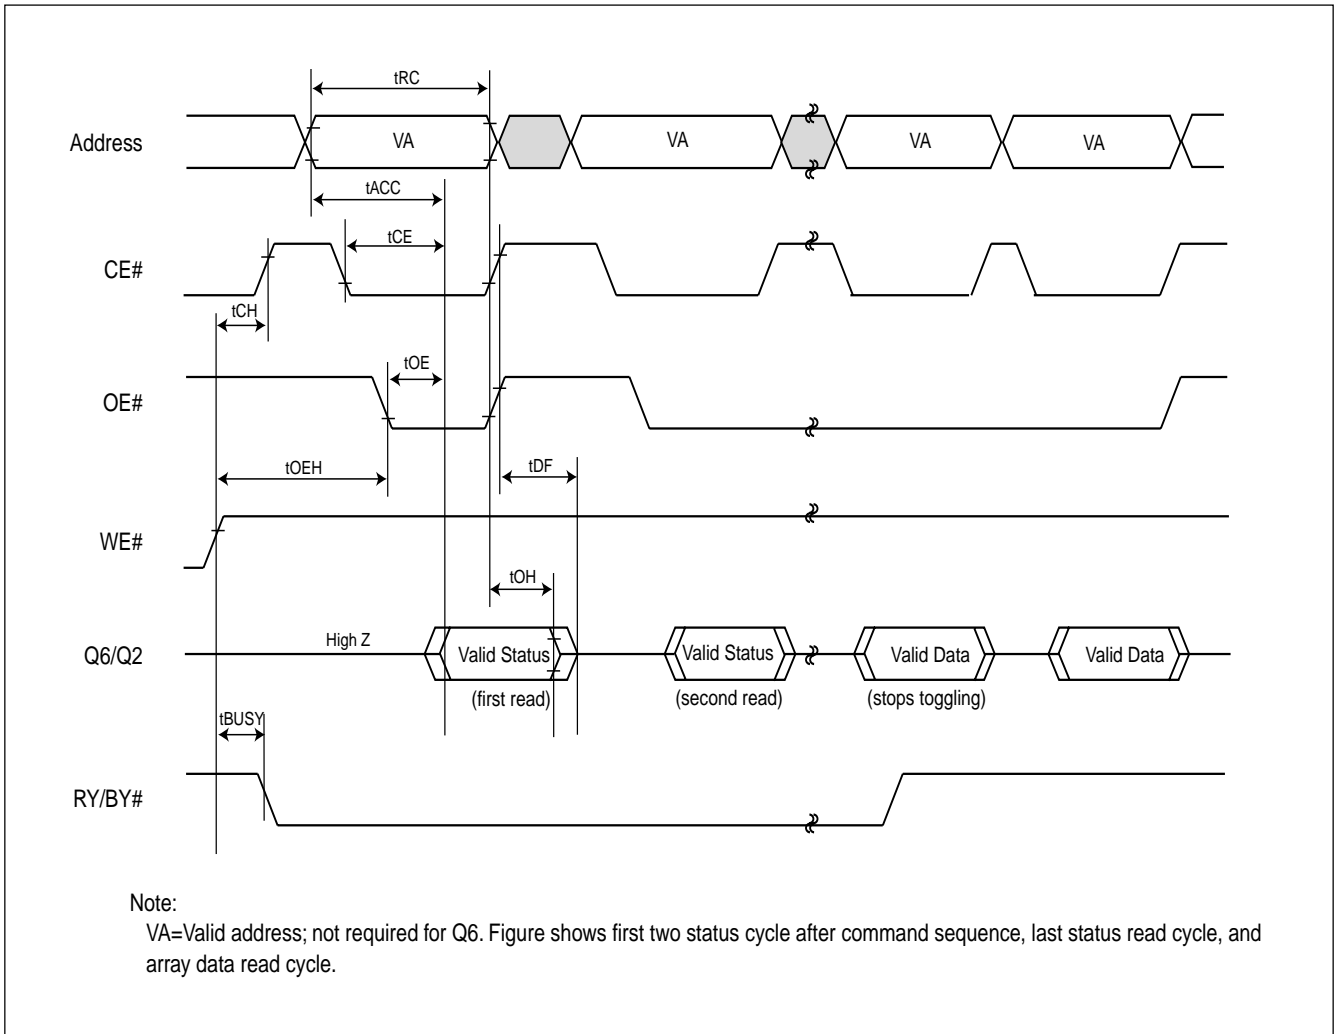 tRC
Address
VA
VA
VA
VA
tACC
tCE
CE#
tCH
tOE
OE#
tOEH
tDF
WE#
tOH
High Z
Q6/Q2
Valid Status
Valid Status
Valid Data
Valid Data
(first read)
(second read)
(stops toggling)
tBUSY
RY/BY#
Note:
VA=Valid address; not required for Q6. Figure shows first two status cycle after command sequence, last status read cycle, and
array data read cycle.